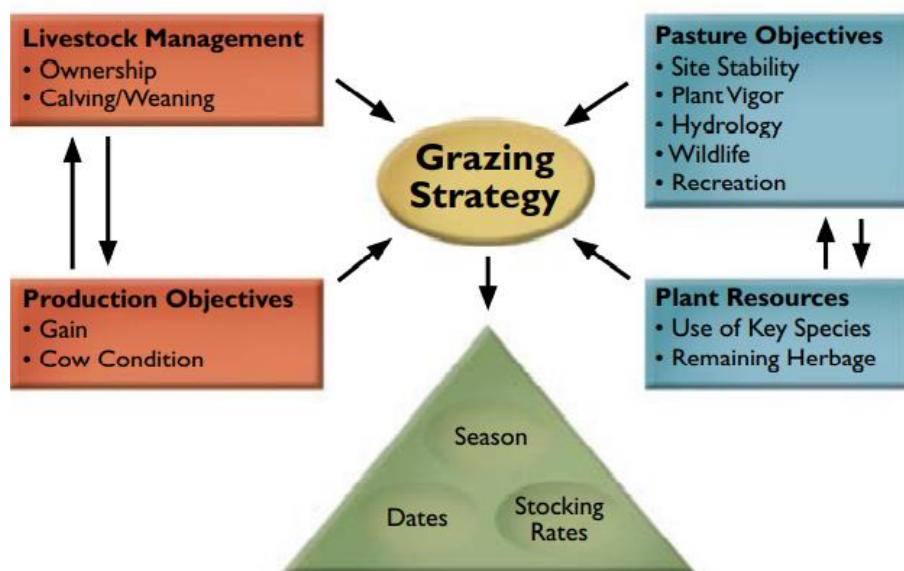 Livestock Management
• Ownership
• Calving/Weaning
Pasture Objectives
• Site Stability
• Plant Vigor
• Hydrology
• Wildlife
• Recreation
Grazing
Strategy
Production Objectives
• Gain
• Cow Condition
Plant Resources
• Use of Key Species
• Remaining Herbage
Season
Dates
Stocking
Rates